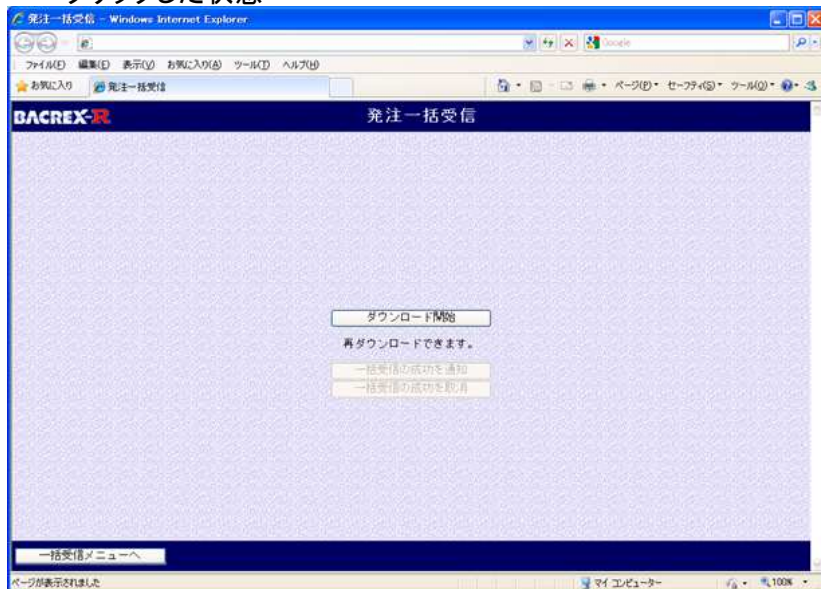 クリックした状態
発注一括受信 - Windows Internet Explorer
Google
ファイル(F) 編集(E) 表示(V) お気に入り(A) ツール(T) ヘルプ(H)
お気に入り 発注一括受信 ページ(P) セーフティ(S) ツール(O)
BACREX-R 発注一括受信
ダウンロード開始
再ダウンロードできます。
一括受信の成功を通知
一括受信の成功を取消
一括受信メニューへ
ページが表示されました マイ コンピューター 100%